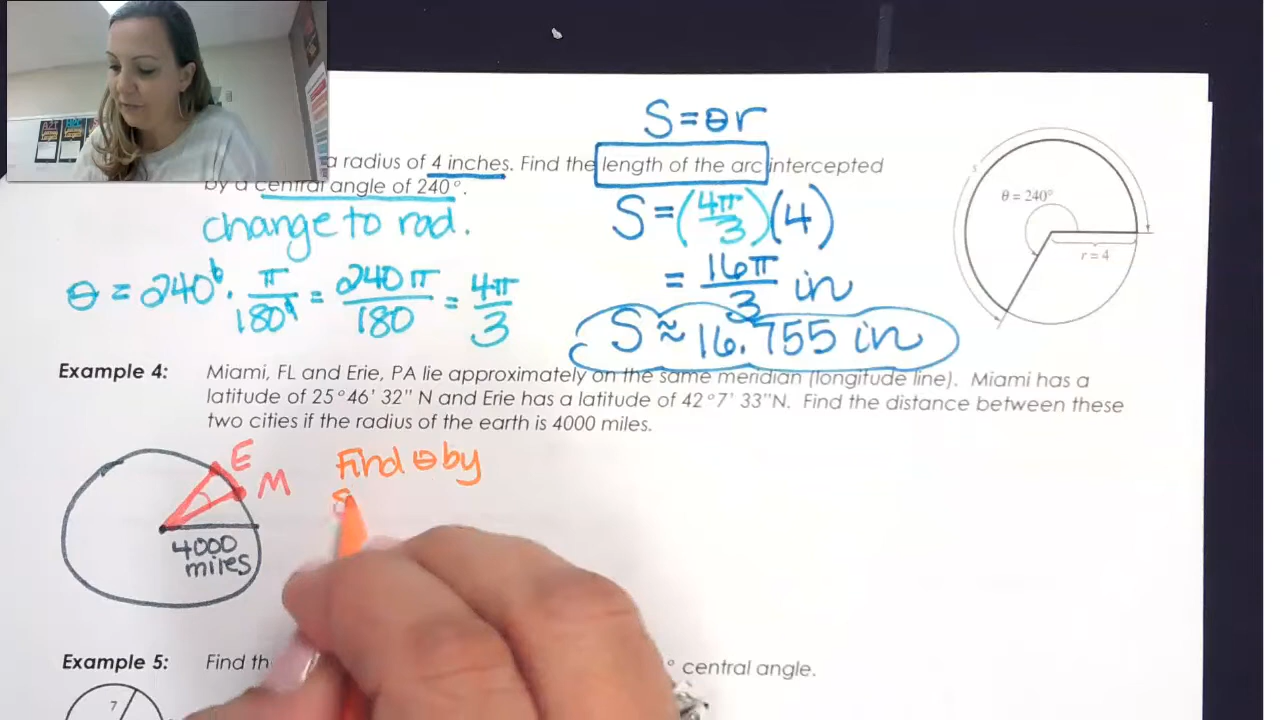 S = θr
a radius of 4 inches. Find the length of the arc intercepted
by a central angle of 240°.
change to rad.
θ = 240° · π/180° = 240π/180 = 4π/3
S = (4π/3)(4)
= 16π/3 in
S ≈ 16.755 in
s
θ = 240°
r = 4
Example 4: Miami, FL and Erie, PA lie approximately on the same meridian (longitude line). Miami has a
latitude of 25°46' 32" N and Erie has a latitude of 42°7' 33"N. Find the distance between these
two cities if the radius of the earth is 4000 miles.
E
M
4000
miles
Find θ by
Example 5: Find th ° central angle.
7